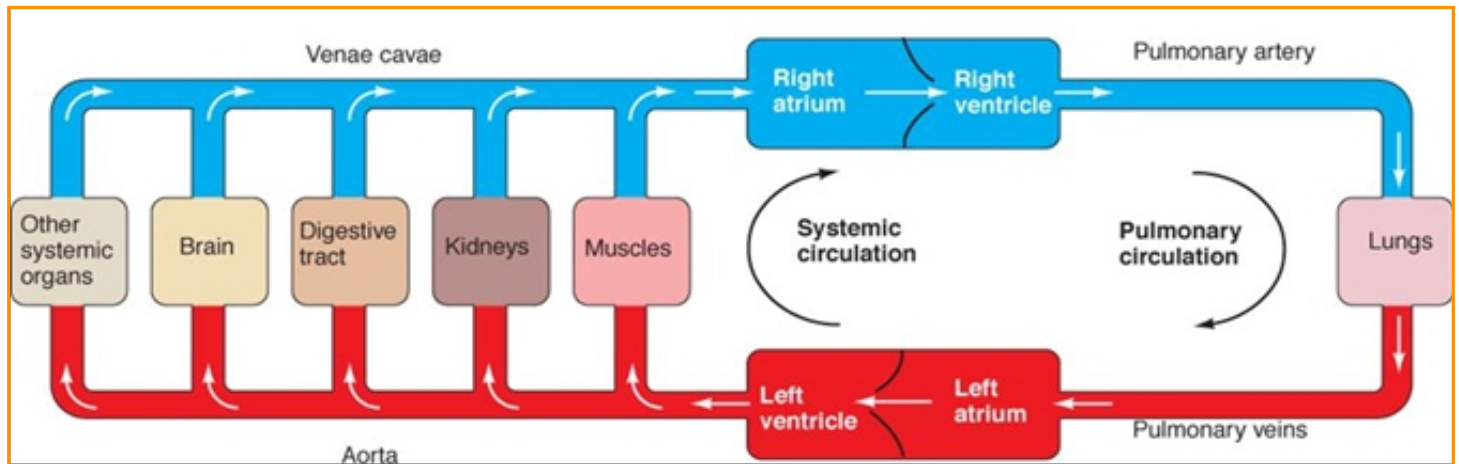 Venae cavae
Pulmonary artery
Right
atrium
Right
ventricle
Other
systemic
organs
Brain
Digestive
tract
Kidneys
Muscles
Systemic
circulation
Pulmonary
circulation
Lungs
Left
ventricle
Left
atrium
Aorta
Pulmonary veins